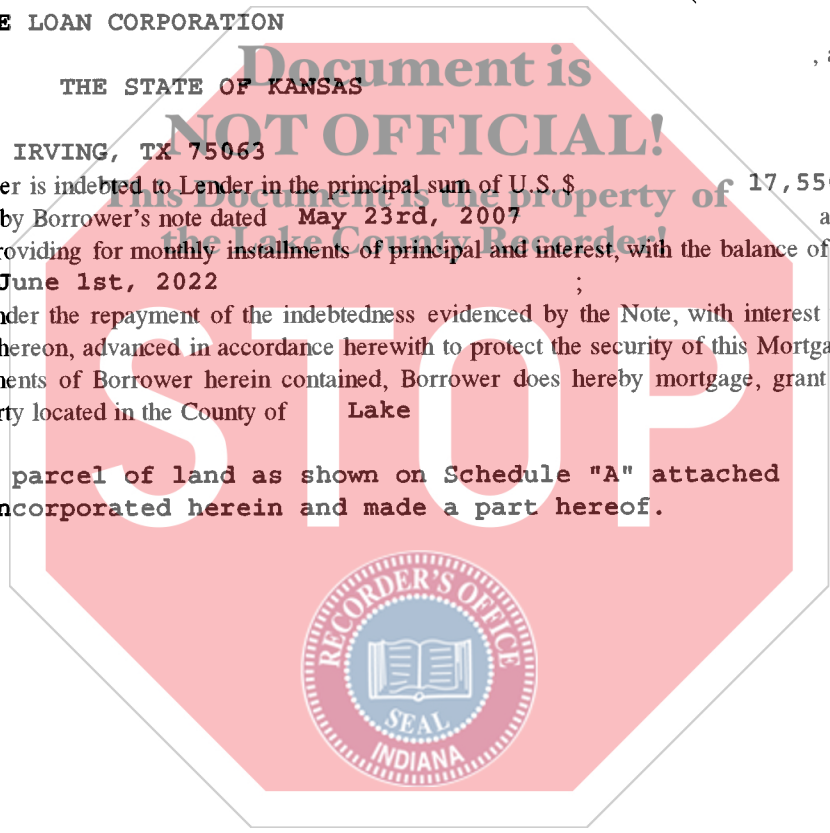 E LOAN CORPORATION
Document is
, a
THE STATE OF KANSAS
NOT OFFICIAL!
IRVING, TX 75063
er is indebted to Lender in the principal sum of U.S. $ 17,550
This Document is the property of
by Borrower's note dated May 23rd, 2007 a
the Lake County Recorder!
roviding for monthly installments of principal and interest, with the balance of
June 1st, 2022 ;
nder the repayment of the indebtedness evidenced by the Note, with interest
hereon, advanced in accordance herewith to protect the security of this Mortga
nents of Borrower herein contained, Borrower does hereby mortgage, grant
rty located in the County of Lake
STOP
parcel of land as shown on Schedule "A" attached
ncorporated herein and made a part hereof.
RECORDER'S OFFICE
SEAL
INDIANA